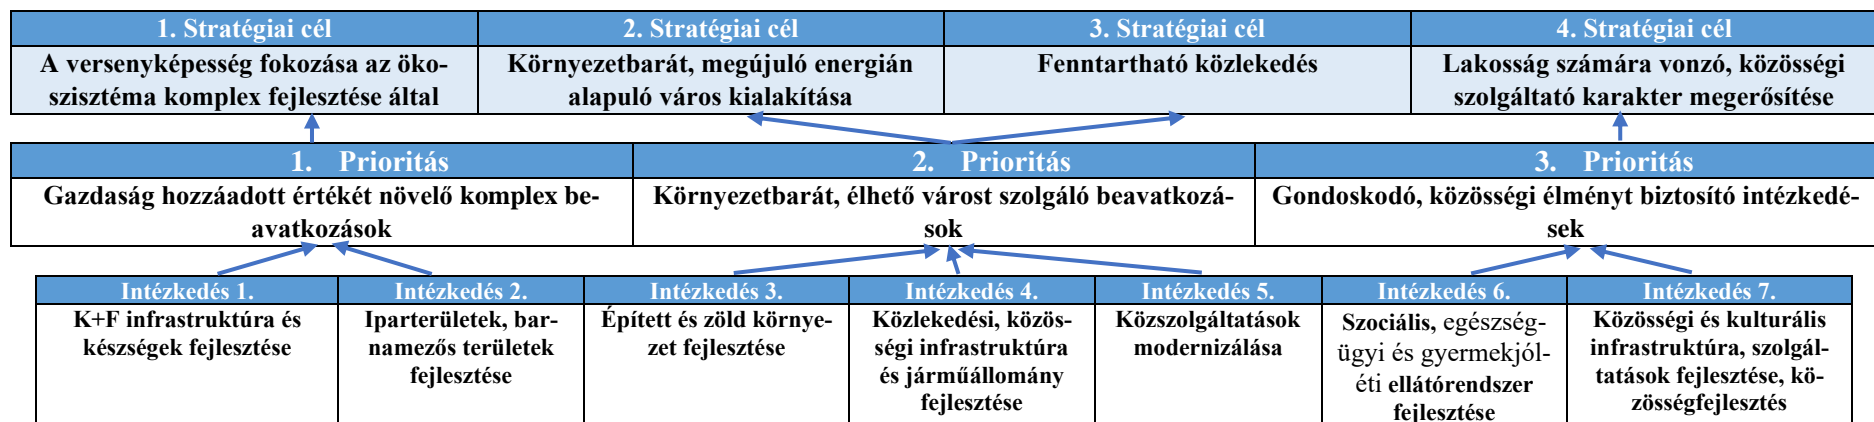 1. Stratégiai cél
2. Stratégiai cél
3. Stratégiai cél
4. Stratégiai cél
A versenyképesség fokozása az öko-
szisztéma komplex fejlesztése által
Környezetbarát, megújuló energián
alapuló város kialakítása
Fenntartható közlekedés
Lakosság számára vonzó, közösségi
szolgáltató karakter megerősítése
1. Prioritás
2. Prioritás
3. Prioritás
Gazdaság hozzáadott értékét növelő komplex be-
avatkozások
Környezetbarát, élhető várost szolgáló beavatkozá-
sok
Gondoskodó, közösségi élményt biztosító intézkedé-
sek
Intézkedés 1.
Intézkedés 2.
Intézkedés 3.
Intézkedés 4.
Intézkedés 5.
Intézkedés 6.
Intézkedés 7.
K+F infrastruktúra és
készségek fejlesztése
Iparterületek, bar-
namezős területek
fejlesztése
Épített és zöld környe-
zet fejlesztése
Közlekedési, közös-
ségi infrastruktúra
és járműállomány
fejlesztése
Közszolgáltatások
modernizálása
Szociális, egészség-
ügyi és gyermekjól-
éti ellátórendszer
fejlesztése
Közösségi és kulturális
infrastruktúra, szolgál-
tatások fejlesztése, kö-
zösségfejlesztés